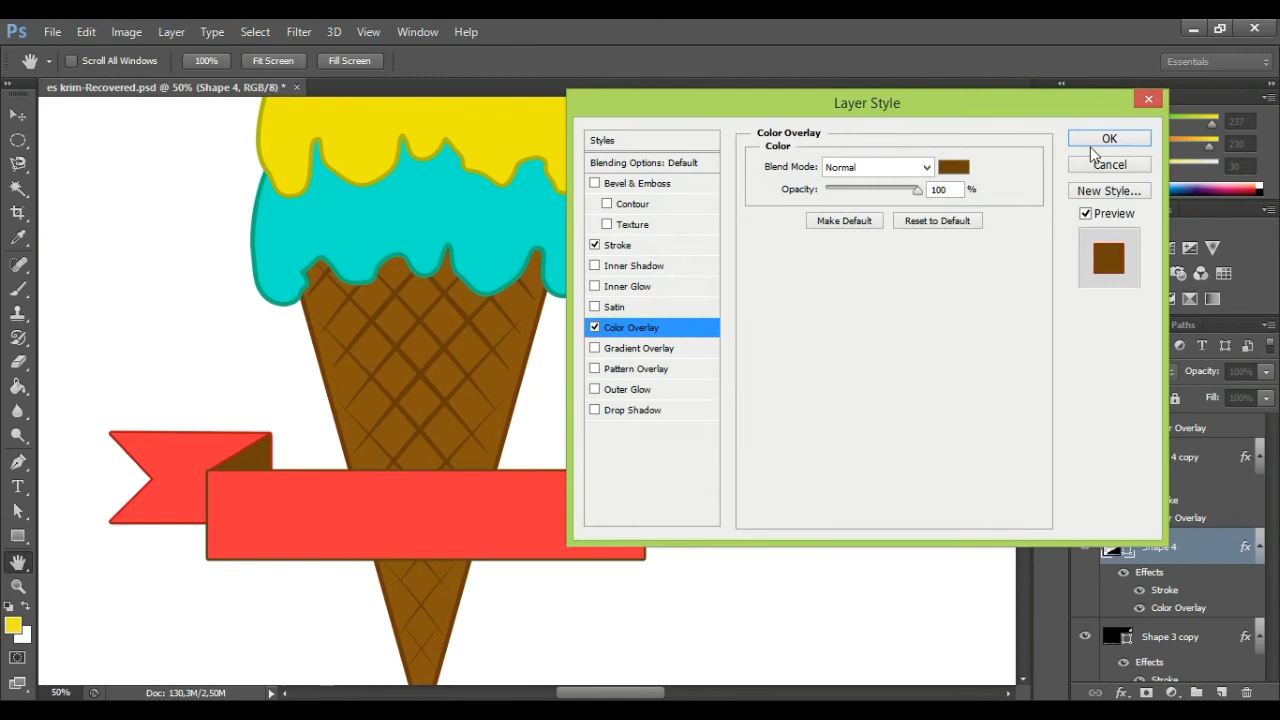 Ps File Edit Image Layer Type Select Filter 3D View Window Help
Scroll All Windows 100% Fit Screen Fill Screen Essentials
es krim-Recovered.psd @ 50% (Shape 4, RGB/8) * ×
Layer Style
Styles
Blending Options: Default
Bevel & Emboss
Contour
Texture
Stroke
Inner Shadow
Inner Glow
Satin
Color Overlay
Gradient Overlay
Pattern Overlay
Outer Glow
Drop Shadow
Color Overlay
Color
Blend Mode: Normal
Opacity: 100 %
Make Default Reset to Default
OK
Cancel
New Style...
Preview
237
230
30
Paths
Opacity: 100%
Fill: 100%
Overlay
4 copy fx
Overlay
Shape 4 fx
Effects
Stroke
Color Overlay
Shape 3 copy fx
Effects
Stroke
50% Doc: 130,3M/2,50M